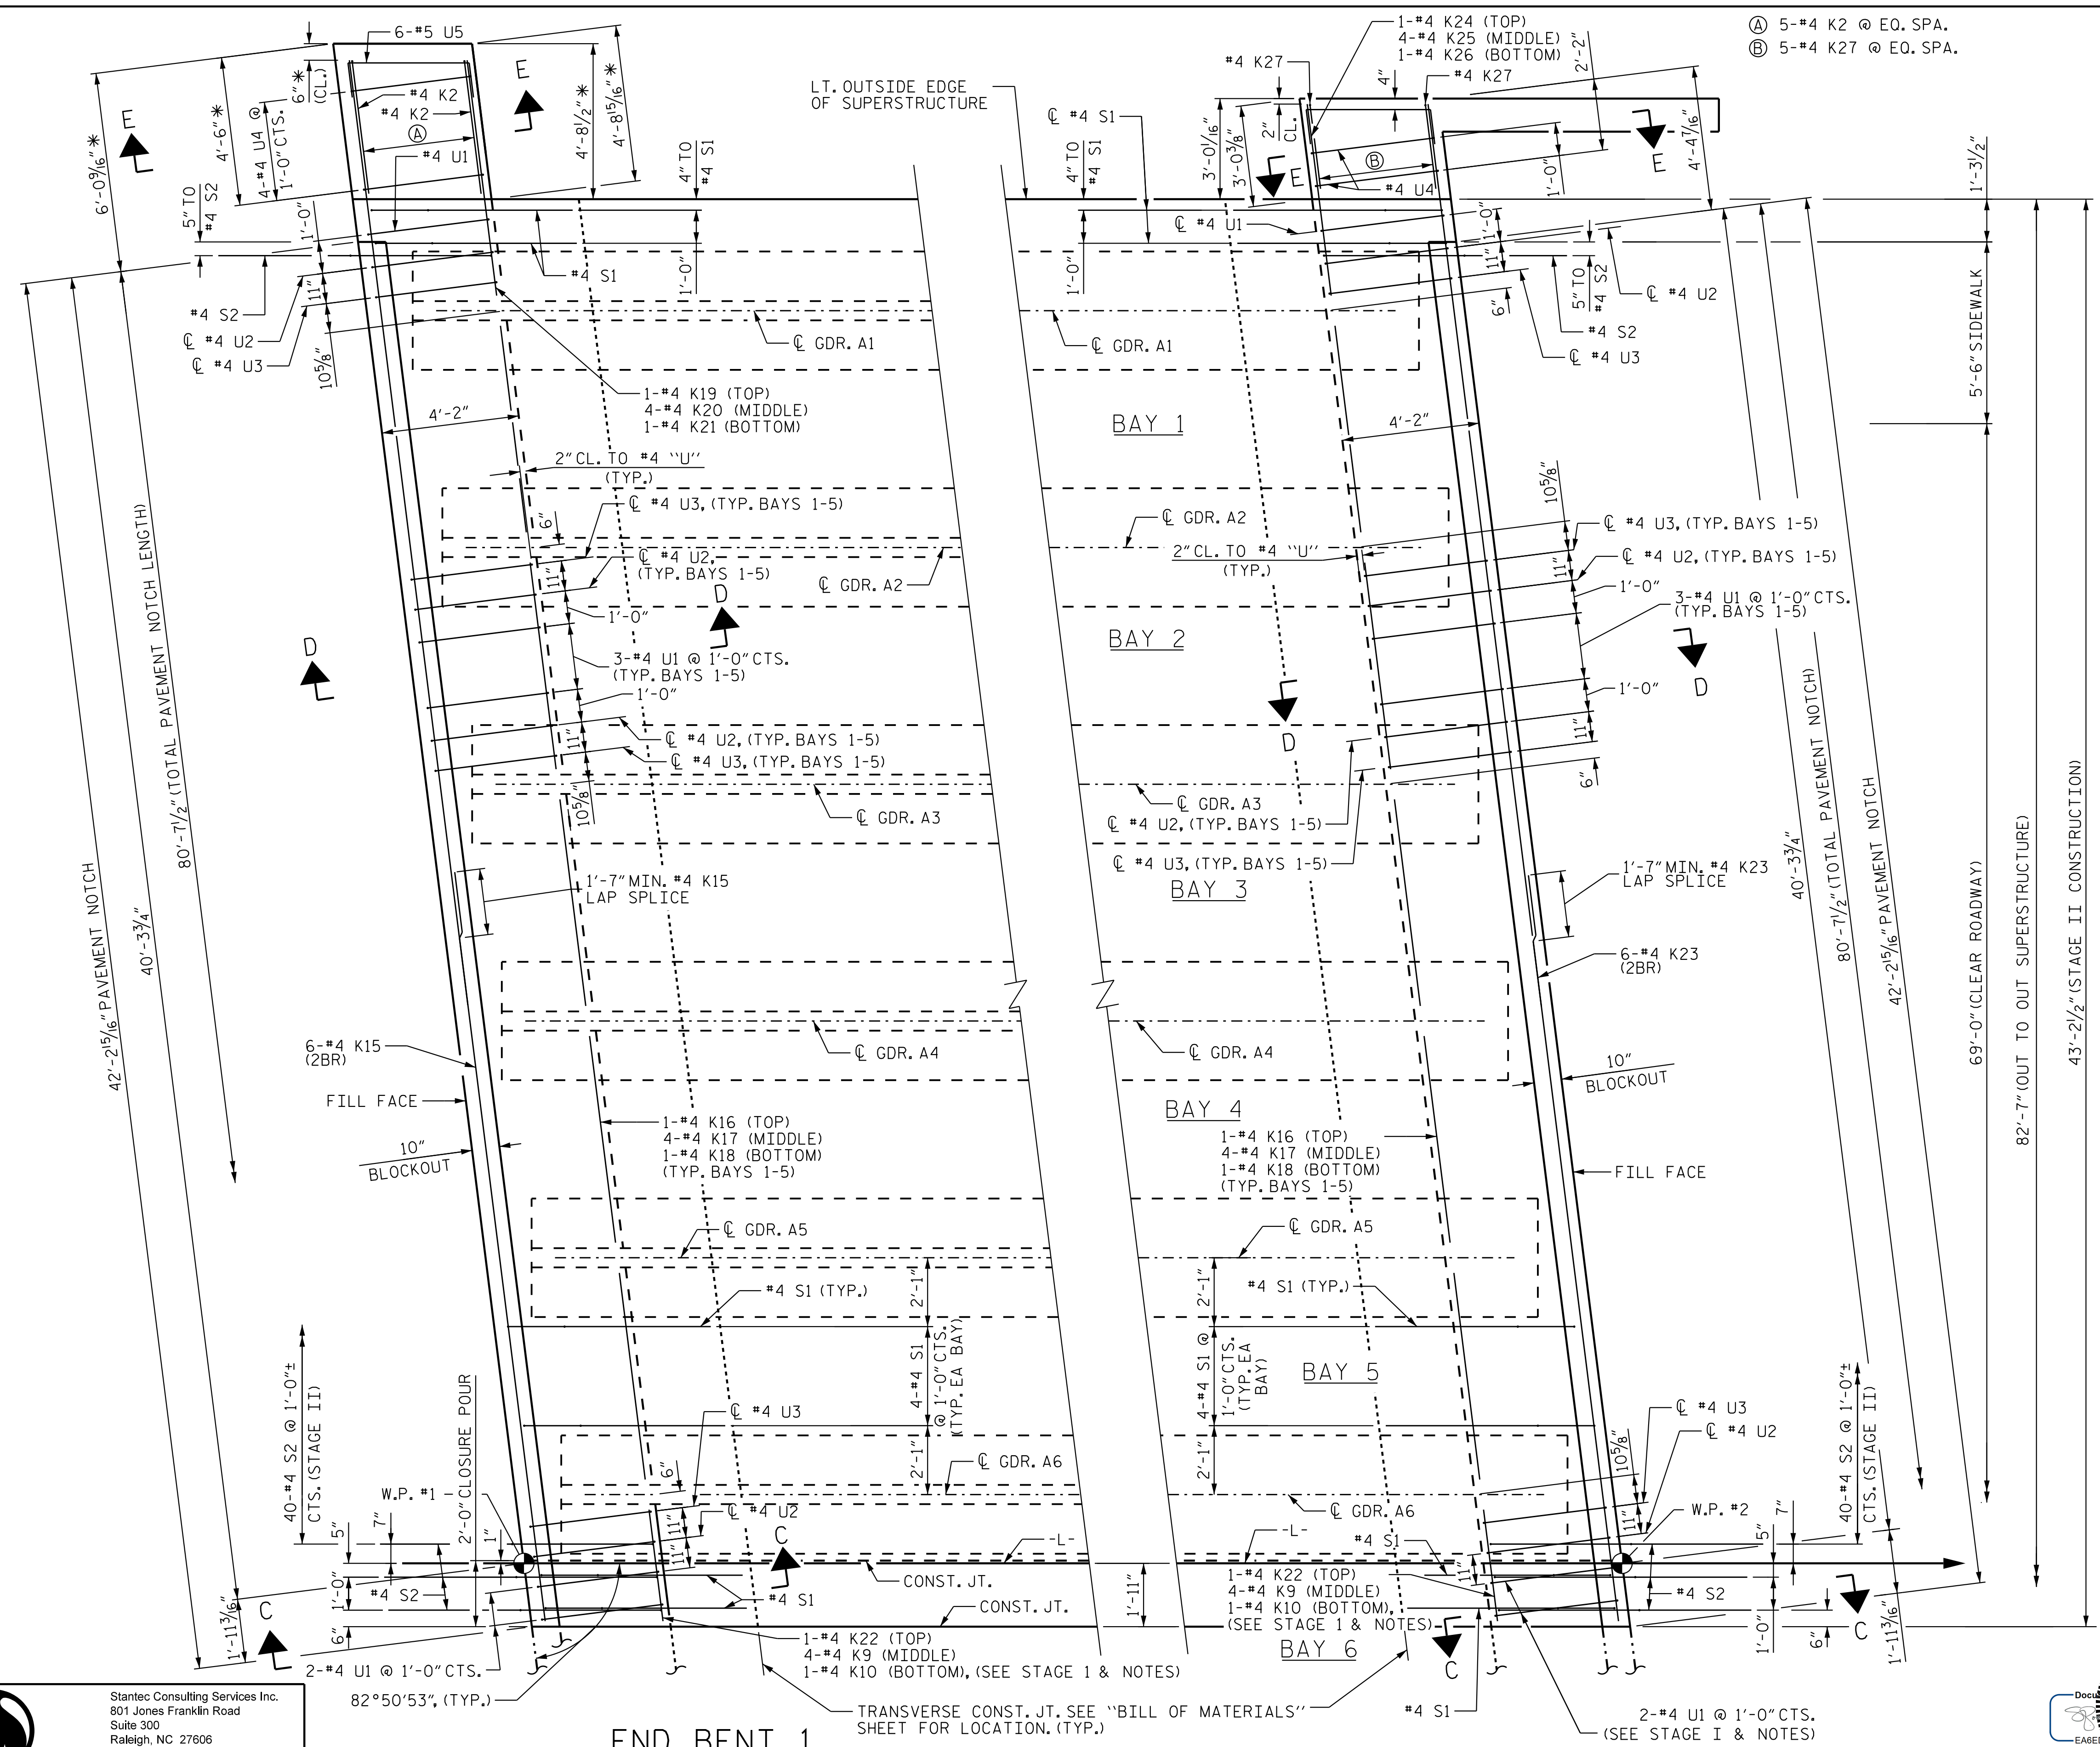 6-#5 U5
6"*
(CL.)
#4 K2
#4 K2
Ⓐ
#4 U1
E
E
4'-6"*
4-#4 U4 @
1'-0" CTS.
6'-0 9/16"*
5" TO
#4 S2
1'-0"
11"
10 5/8"
#4 S2
℄ #4 U2
℄ #4 U3
4'-8 1/2"*
4'-8 15/16"*
4" TO
#4 S1
1'-0"
#4 S1
LT. OUTSIDE EDGE
OF SUPERSTRUCTURE
℄ #4 S1
4" TO
#4 S1
1'-0"
#4 K27
1-#4 K24 (TOP)
4-#4 K25 (MIDDLE)
1-#4 K26 (BOTTOM)
#4 K27
4"
2" CL.
3'-0 1/16"
3'-0 3/8"
E
Ⓑ
#4 U4
2'-2"
1'-0"
E
4'-4 7/16"
℄ #4 U1
1'-0"
11"
6"
5" TO
#4 S2
℄ #4 U2
#4 S2
℄ #4 U3
Ⓐ 5-#4 K2 @ EQ. SPA.
Ⓑ 5-#4 K27 @ EQ. SPA.
1'-3 1/2"
5'-6" SIDEWALK
℄ GDR. A1
℄ GDR. A1
1-#4 K19 (TOP)
4-#4 K20 (MIDDLE)
1-#4 K21 (BOTTOM)
4'-2"
BAY 1
4'-2"
2" CL. TO #4 "U"
(TYP.)
6"
℄ #4 U3, (TYP. BAYS 1-5)
℄ #4 U2,
(TYP. BAYS 1-5)
11"
1'-0"
℄ GDR. A2
℄ GDR. A2
2" CL. TO #4 "U"
(TYP.)
10 5/8"
℄ #4 U3, (TYP. BAYS 1-5)
11"
℄ #4 U2, (TYP. BAYS 1-5)
1'-0"
3-#4 U1 @ 1'-0" CTS.
(TYP. BAYS 1-5)
D
D
BAY 2
3-#4 U1 @ 1'-0" CTS.
(TYP. BAYS 1-5)
1'-0"
D
D
1'-0"
11"
6"
11"
℄ #4 U2, (TYP. BAYS 1-5)
℄ #4 U3, (TYP. BAYS 1-5)
10 5/8"
℄ GDR. A3
℄ GDR. A3
℄ #4 U2, (TYP. BAYS 1-5)
℄ #4 U3, (TYP. BAYS 1-5)
BAY 3
1'-7" MIN. #4 K15
LAP SPLICE
1'-7" MIN. #4 K23
LAP SPLICE
6-#4 K23
(2BR)
42'-2 15/16" PAVEMENT NOTCH
40'-3 3/4"
80'-7 1/2" (TOTAL PAVEMENT NOTCH LENGTH)
40'-3 3/4"
80'-7 1/2" (TOTAL PAVEMENT NOTCH)
42'-2 15/16" PAVEMENT NOTCH
69'-0" (CLEAR ROADWAY)
82'-7" (OUT TO OUT SUPERSTRUCTURE)
43'-2 1/2" (STAGE II CONSTRUCTION)
6-#4 K15
(2BR)
FILL FACE
10"
BLOCKOUT
℄ GDR. A4
℄ GDR. A4
10"
BLOCKOUT
BAY 4
1-#4 K16 (TOP)
4-#4 K17 (MIDDLE)
1-#4 K18 (BOTTOM)
(TYP. BAYS 1-5)
1-#4 K16 (TOP)
4-#4 K17 (MIDDLE)
1-#4 K18 (BOTTOM)
(TYP. BAYS 1-5)
FILL FACE
℄ GDR. A5
℄ GDR. A5
#4 S1 (TYP.)
2'-1"
4-#4 S1
@ 1'-0" CTS.
(TYP. EA BAY)
2'-1"
2'-1"
4-#4 S1 @
1'-0" CTS.
(TYP. EA
BAY)
2'-1"
#4 S1 (TYP.)
BAY 5
40-#4 S2 @ 1'-0"±
CTS. (STAGE II)
2'-0" CLOSURE POUR
℄ #4 U3
6"
11"
℄ #4 U2
11"
℄ GDR. A6
℄ GDR. A6
W.P. #1
5"
7"
1"
1'-0"
6"
#4 S2
1'-11 3/16"
C
C
-L-
CONST. JT.
#4 S1
CONST. JT.
1'-11"
-L-
#4 S1
11"
1-#4 K22 (TOP)
4-#4 K9 (MIDDLE)
1-#4 K10 (BOTTOM),
(SEE STAGE 1 & NOTES)
BAY 6
C
10 5/8"
11"
℄ #4 U3
℄ #4 U2
W.P. #2
7"
5"
40-#4 S2 @ 1'-0"±
CTS. (STAGE II)
#4 S2
1'-0"
6"
C
1'-11 3/16"
2-#4 U1 @ 1'-0" CTS.
82°50'53", (TYP.)
1-#4 K22 (TOP)
4-#4 K9 (MIDDLE)
1-#4 K10 (BOTTOM), (SEE STAGE 1 & NOTES)
TRANSVERSE CONST. JT. SEE "BILL OF MATERIALS"
SHEET FOR LOCATION. (TYP.)
#4 S1
2-#4 U1 @ 1'-0" CTS.
(SEE STAGE I & NOTES)
END BENT 1
Stantec Consulting Services Inc.
801 Jones Franklin Road
Suite 300
Raleigh, NC 27606